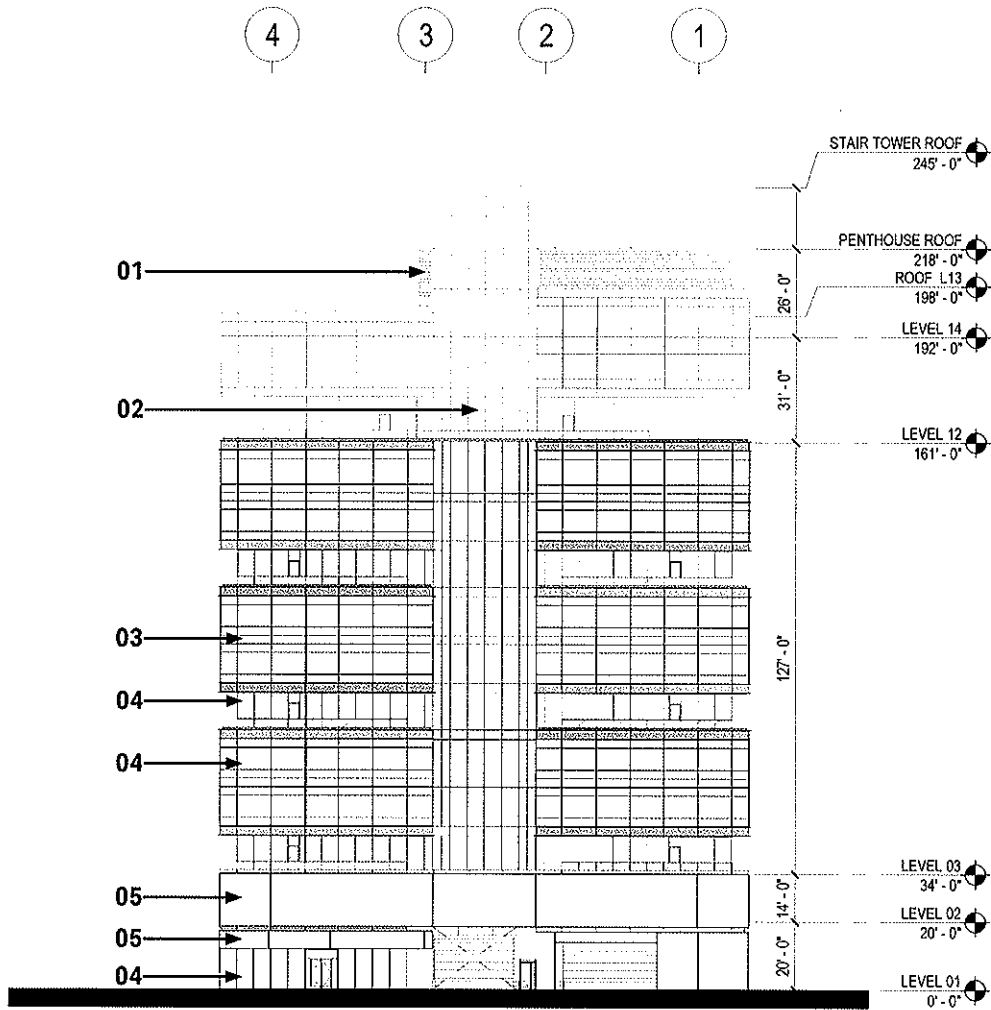 4 3 2 1
STAIR TOWER ROOF
245' - 0"
PENTHOUSE ROOF
218' - 0"
01
ROOF L13
198' - 0"
26' - 0"
LEVEL 14
192' - 0"
31' - 0"
02
LEVEL 12
161' - 0"
03
127' - 0"
04
04
LEVEL 03
34' - 0"
05
14' - 0"
LEVEL 02
20' - 0"
05
04
20' - 0"
LEVEL 01
0' - 0"